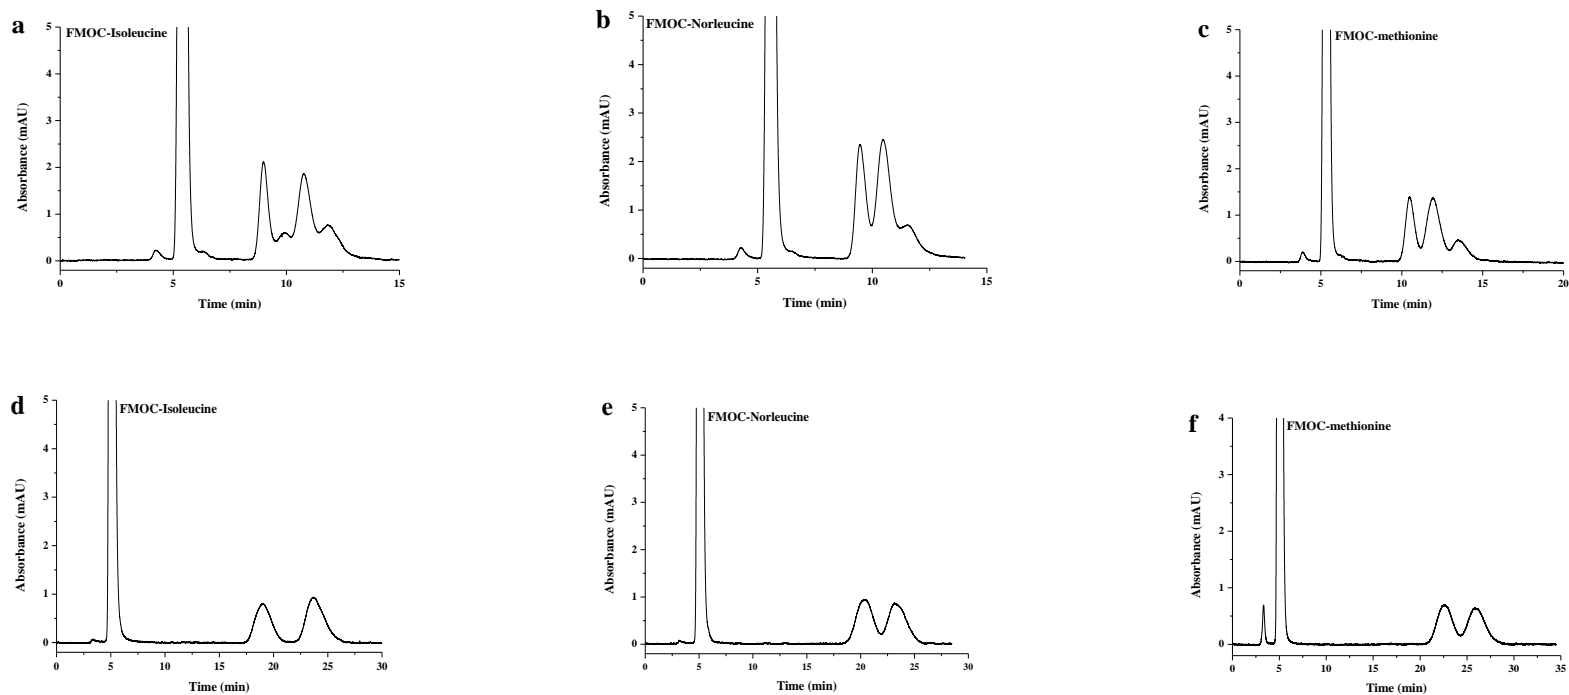 a
FMOC-Isoleucine
5
4
3
2
1
0
Absorbance (mAU)
0 5 10 15
Time (min)
b
FMOC-Norleucine
5
4
3
2
1
0
Absorbance (mAU)
0 5 10 15
Time (min)
c
FMOC-methionine
5
4
3
2
1
0
Absorbance (mAU)
0 5 10 15 20
Time (min)
d
FMOC-Isoleucine
5
4
3
2
1
0
Absorbance (mAU)
0 5 10 15 20 25 30
Time (min)
e
FMOC-Norleucine
5
4
3
2
1
0
Absorbance (mAU)
0 5 10 15 20 25 30
Time (min)
f
FMOC-methionine
4
3
2
1
0
Absorbance (mAU)
0 5 10 15 20 25 30 35
Time (min)